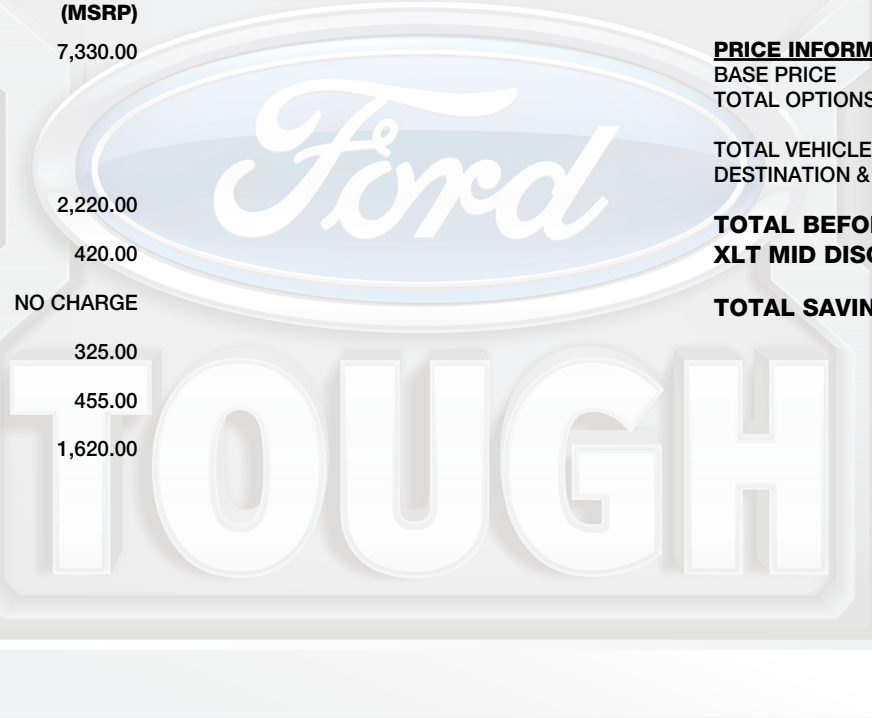 (MSRP)
7,330.00
2,220.00
420.00
NO CHARGE
325.00
455.00
1,620.00
PRICE INFORM
BASE PRICE
TOTAL OPTIONS
TOTAL VEHICLE
DESTINATION &
TOTAL BEFO
XLT MID DISC
TOTAL SAVIN
Ford
TOUGH